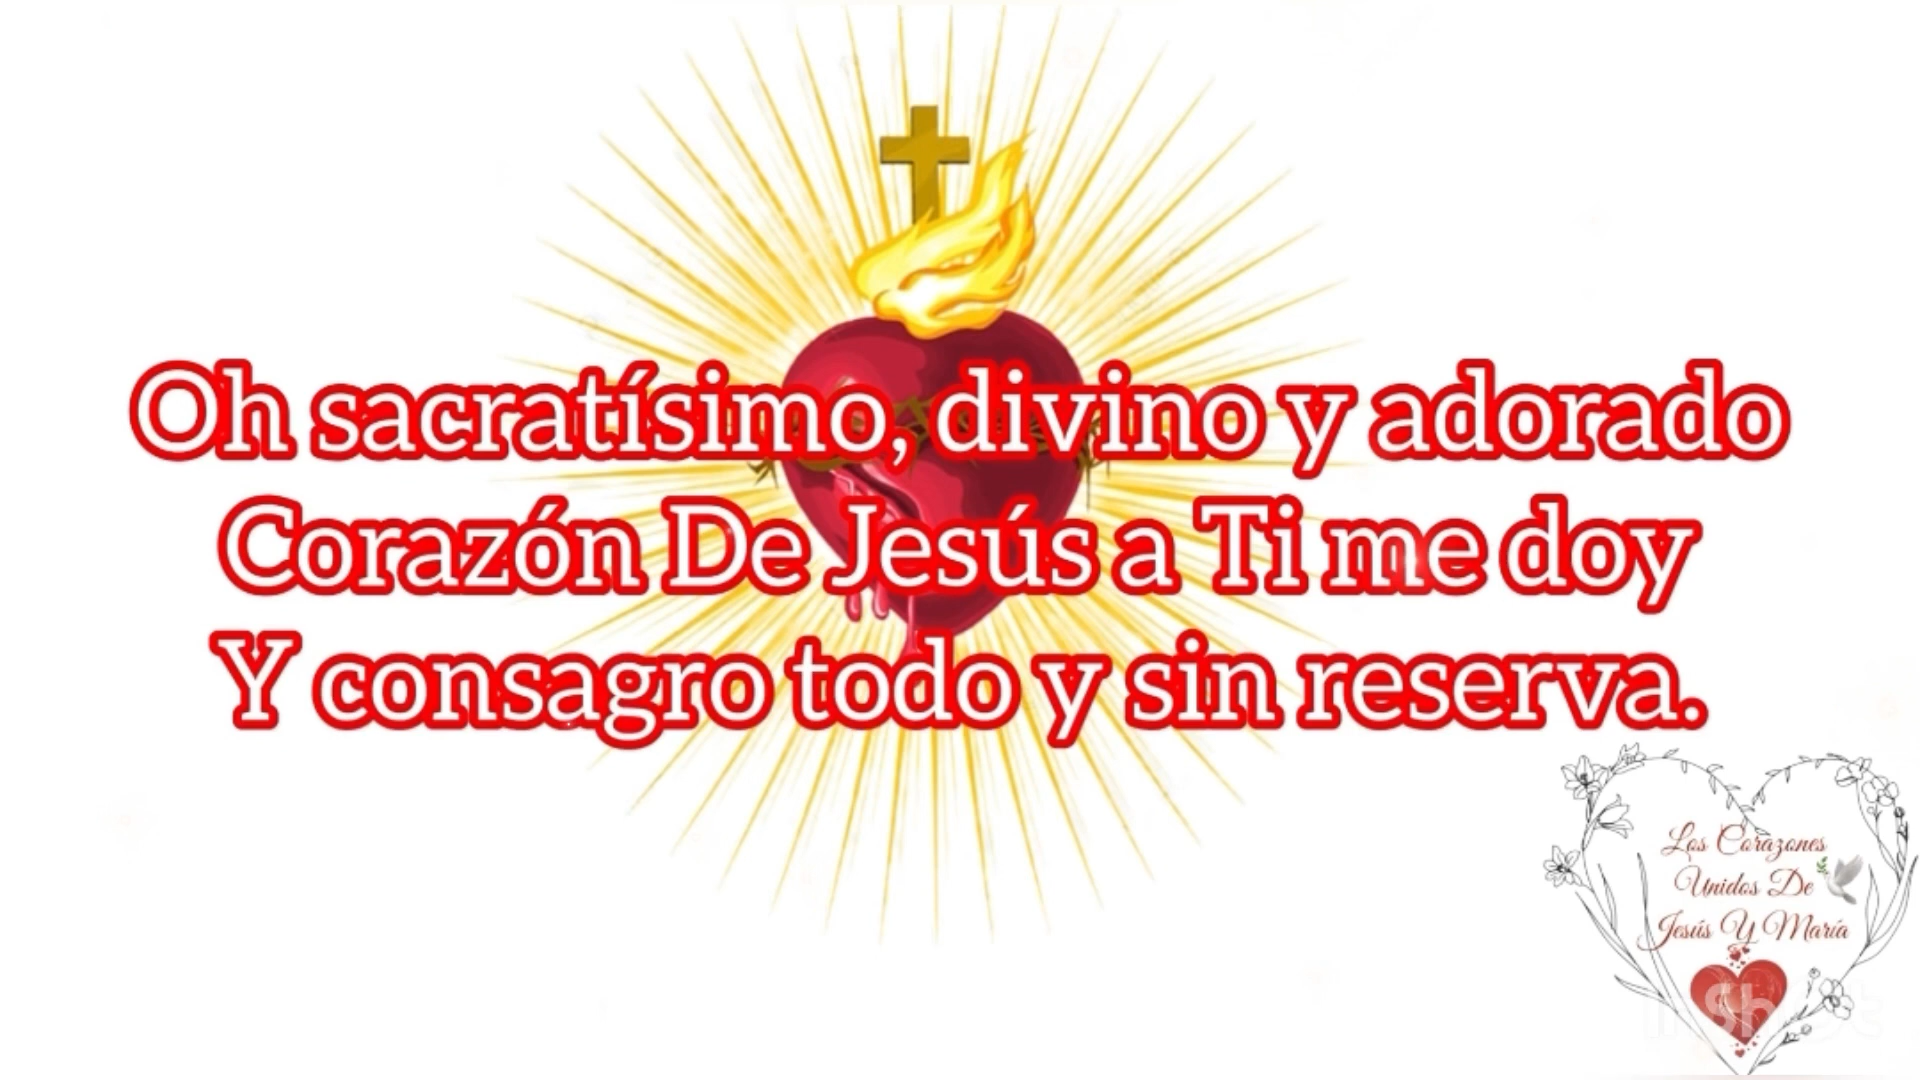 Oh sacratísimo, divino y adorado
Corazón De Jesús a Ti me doy
Y consagro todo y sin reserva.
Los Corazones
Unidos De
Jesús Y María
InShot